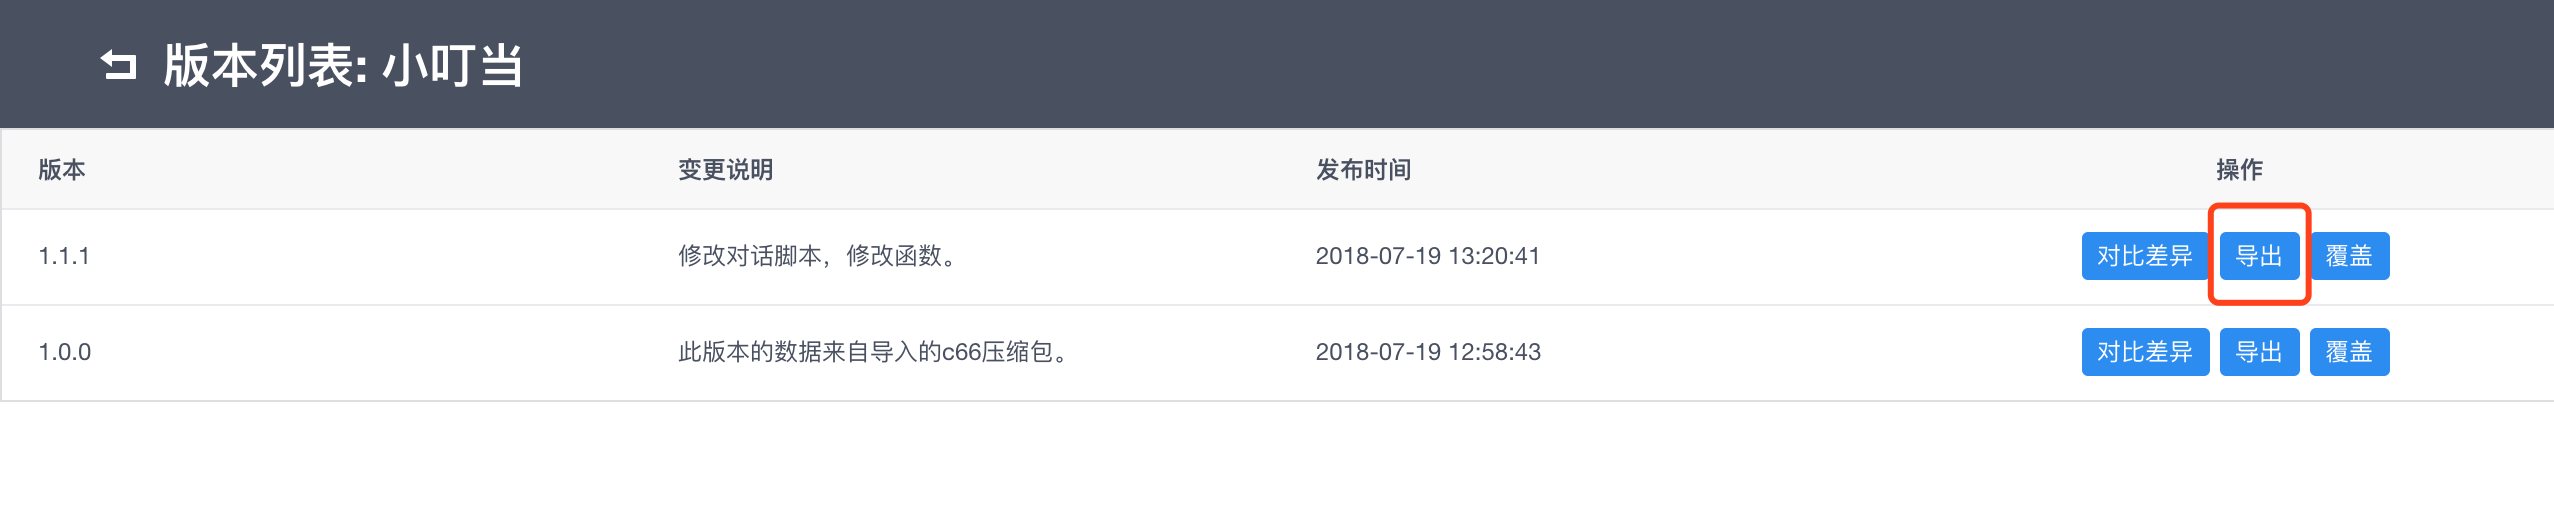 版本列表: 小叮当
版本 变更说明 发布时间 操作
1.1.1 修改对话脚本，修改函数。 2018-07-19 13:20:41 对比差异 导出 覆盖
1.0.0 此版本的数据来自导入的c66压缩包。 2018-07-19 12:58:43 对比差异 导出 覆盖